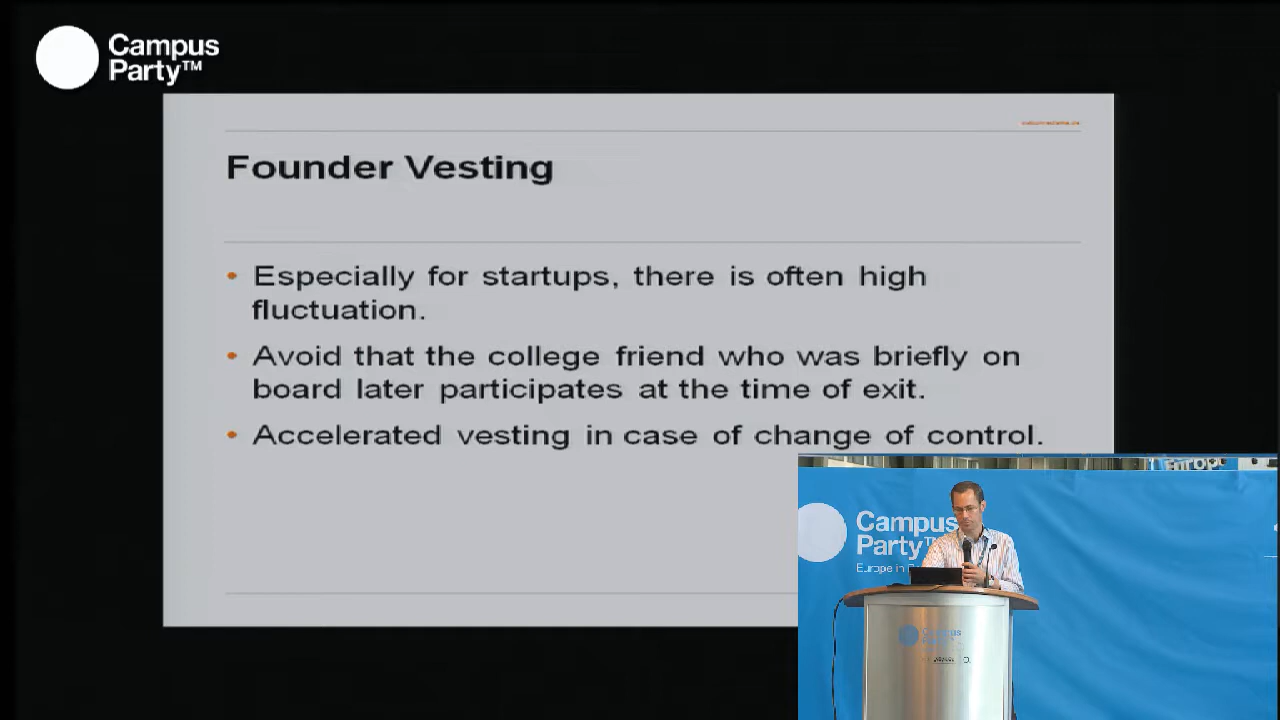 Campus
Party™
Founder Vesting
• Especially for startups, there is often high
fluctuation.
• Avoid that the college friend who was briefly on
board later participates at the time of exit.
• Accelerated vesting in case of change of control.
Europe
Campus
Party™
Europe in
Campus